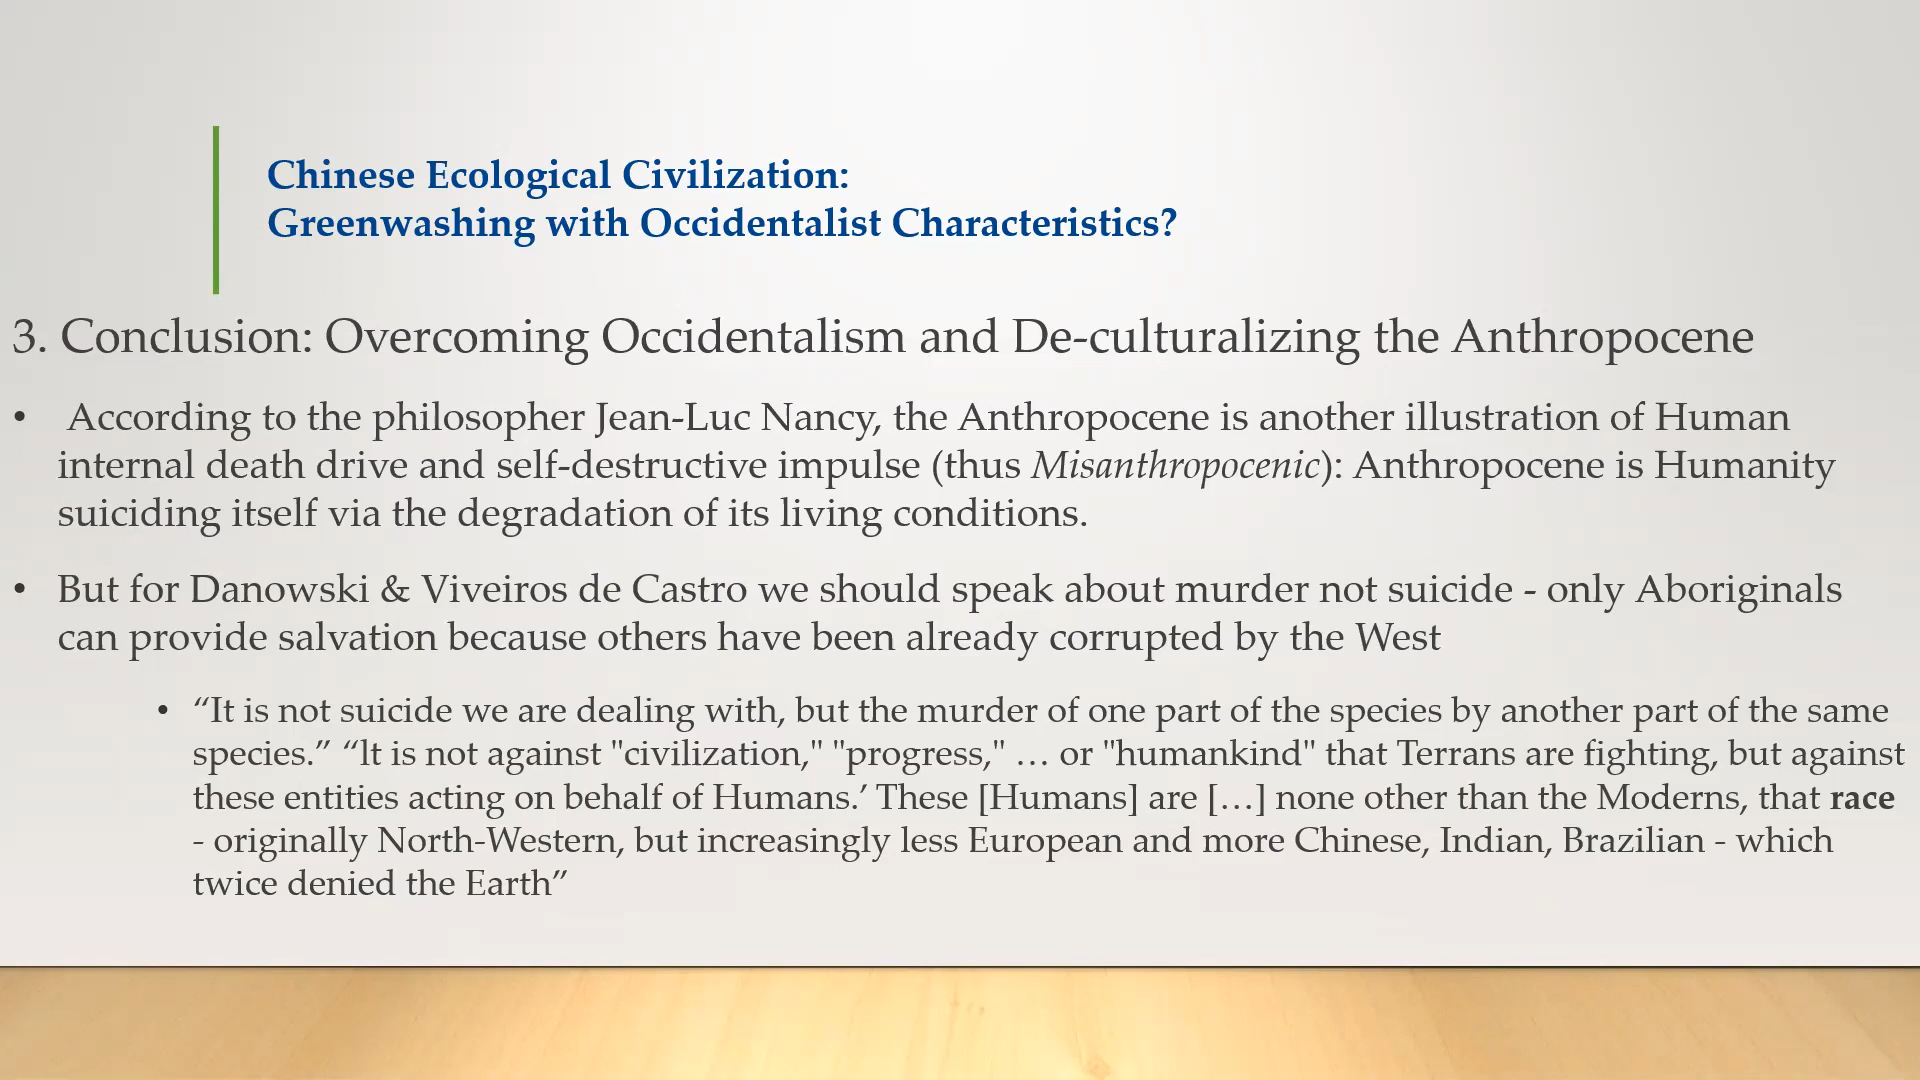 Chinese Ecological Civilization:
Greenwashing with Occidentalist Characteristics?
3. Conclusion: Overcoming Occidentalism and De-culturalizing the Anthropocene
• According to the philosopher Jean-Luc Nancy, the Anthropocene is another illustration of Human
internal death drive and self-destructive impulse (thus Misanthropocenic): Anthropocene is Humanity
suiciding itself via the degradation of its living conditions.
• But for Danowski & Viveiros de Castro we should speak about murder not suicide - only Aboriginals
can provide salvation because others have been already corrupted by the West
• “It is not suicide we are dealing with, but the murder of one part of the species by another part of the same
species.” “lt is not against "civilization," "progress," … or "humankind" that Terrans are fighting, but against
these entities acting on behalf of Humans.’ These [Humans] are […] none other than the Moderns, that race
- originally North-Western, but increasingly less European and more Chinese, Indian, Brazilian - which
twice denied the Earth”